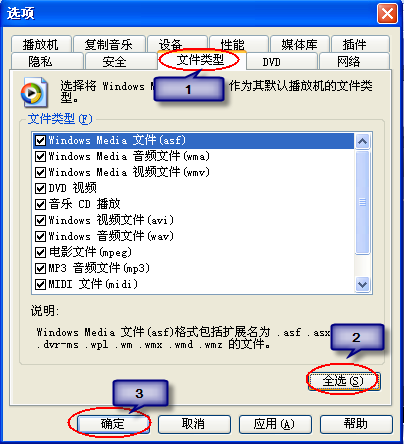 选项
播放机 复制音乐 设备 性能 媒体库 插件
隐私 安全 文件类型 DVD 网络
1
选择将 Windows M 作为其默认播放机的文件类
型。
文件类型(F)
Windows Media 文件(asf)
Windows Media 音频文件(wma)
Windows Media 视频文件(wmv)
DVD 视频
音乐 CD 播放
Windows 视频文件(avi)
Windows 音频文件(wav)
电影文件(mpeg)
MP3 音频文件(mp3)
MIDI 文件(midi)
说明:
Windows Media 文件(asf)格式包括扩展名为 .asf .asx
.dvr-ms .wpl .wm .wmx .wmd .wmz 的文件。
2
全选(S)
3
确定 取消 应用(A) 帮助